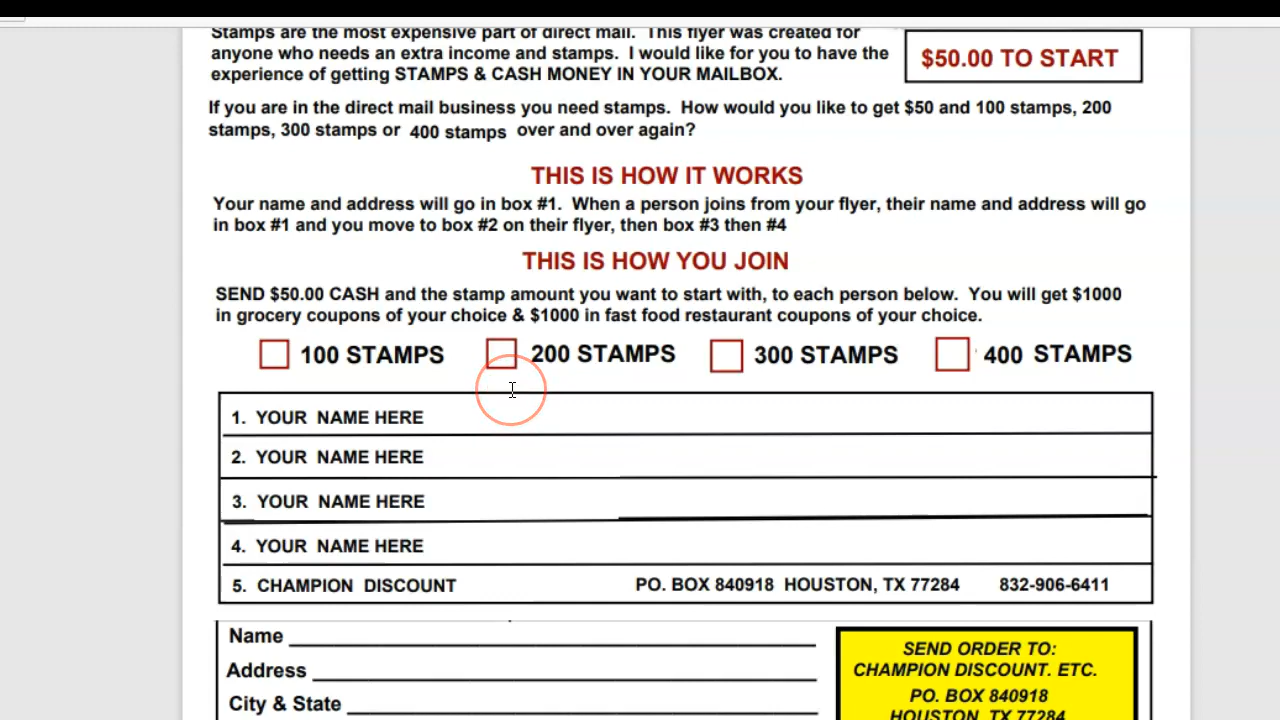 Stamps are the most expensive part of direct mail. This flyer was created for
anyone who needs an extra income and stamps. I would like for you to have the
experience of getting STAMPS & CASH MONEY IN YOUR MAILBOX.
$50.00 TO START
If you are in the direct mail business you need stamps. How would you like to get $50 and 100 stamps, 200
stamps, 300 stamps or 400 stamps over and over again?
THIS IS HOW IT WORKS
Your name and address will go in box #1. When a person joins from your flyer, their name and address will go
in box #1 and you move to box #2 on their flyer, then box #3 then #4
THIS IS HOW YOU JOIN
SEND $50.00 CASH and the stamp amount you want to start with, to each person below. You will get $1000
in grocery coupons of your choice & $1000 in fast food restaurant coupons of your choice.
100 STAMPS 200 STAMPS 300 STAMPS 400 STAMPS
1. YOUR NAME HERE
2. YOUR NAME HERE
3. YOUR NAME HERE
4. YOUR NAME HERE
5. CHAMPION DISCOUNT PO. BOX 840918 HOUSTON, TX 77284 832-906-6411
Name
Address
City & State
SEND ORDER TO:
CHAMPION DISCOUNT. ETC.
PO. BOX 840918
HOUSTON, TX 77284